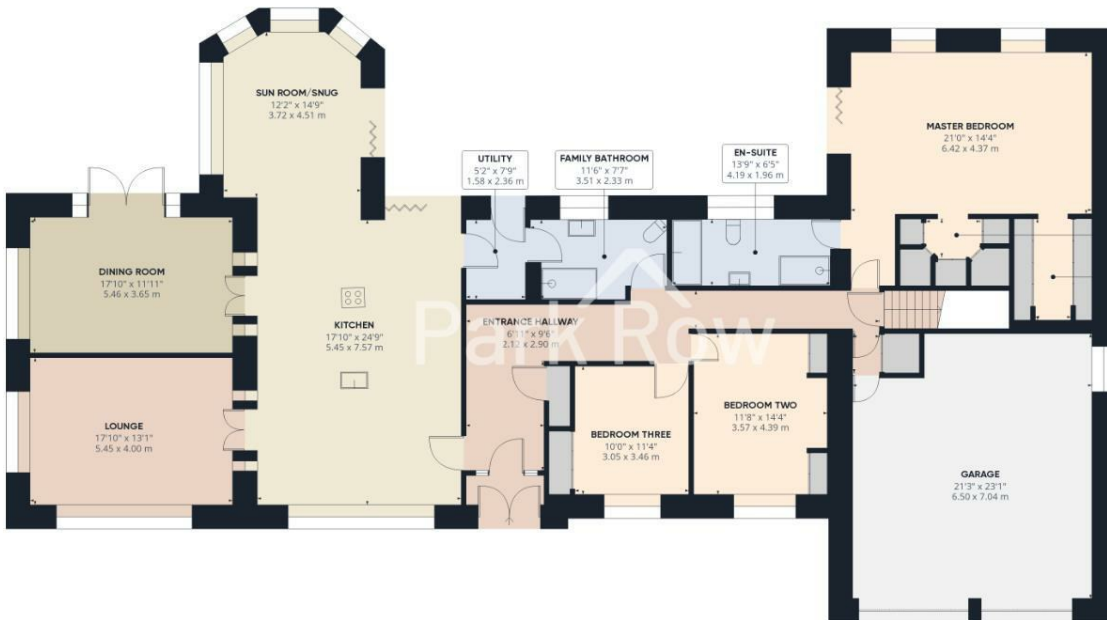 SUN ROOM/SNUG
12'2" x 14'9"
3.72 x 4.51 m
UTILITY
5'2" x 7'9"
1.58 x 2.36 m
FAMILY BATHROOM
11'6" x 7'7"
3.51 x 2.33 m
EN-SUITE
13'9" x 6'5"
4.19 x 1.96 m
MASTER BEDROOM
21'0" x 14'4"
6.42 x 4.37 m
DINING ROOM
17'10" x 11'11"
5.46 x 3.65 m
KITCHEN
17'10" x 24'9"
5.45 x 7.57 m
ENTRANCE HALLWAY
6'11" x 9'6"
2.12 x 2.90 m
Park Row
LOUNGE
17'10" x 13'1"
5.45 x 4.00 m
BEDROOM THREE
10'0" x 11'4"
3.05 x 3.46 m
BEDROOM TWO
11'8" x 14'4"
3.57 x 4.39 m
GARAGE
21'3" x 23'1"
6.50 x 7.04 m